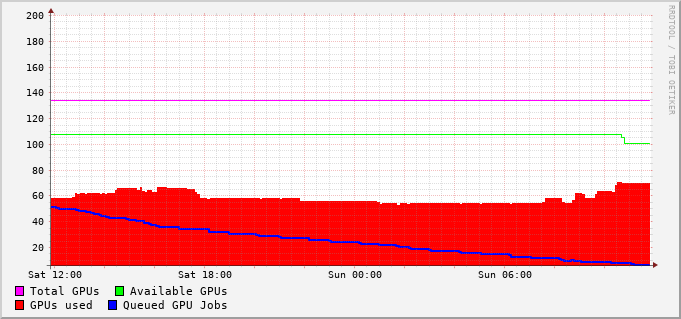 200
180
160
140
120
100
80
60
40
20
Sat 12:00 Sat 18:00 Sun 00:00 Sun 06:00
Total GPUs Available GPUs
GPUs used Queued GPU Jobs
RRDTOOL / TOBI OETIKER